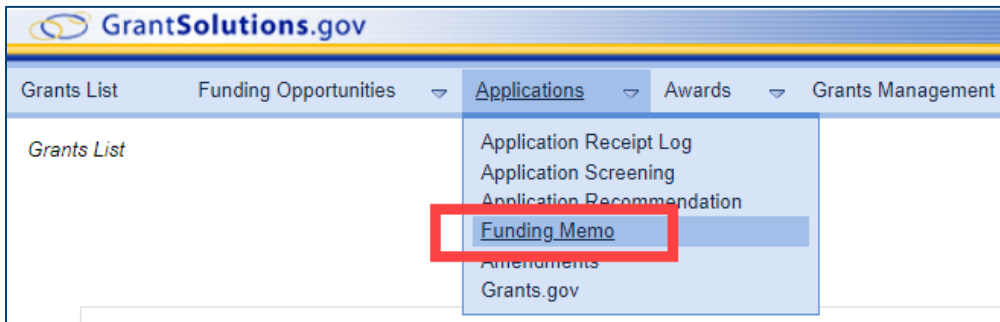 GrantSolutions.gov
Grants List Funding Opportunities Applications Awards Grants Management
Grants List
Application Receipt Log
Application Screening
Application Recommendation
Funding Memo
Amendments
Grants.gov